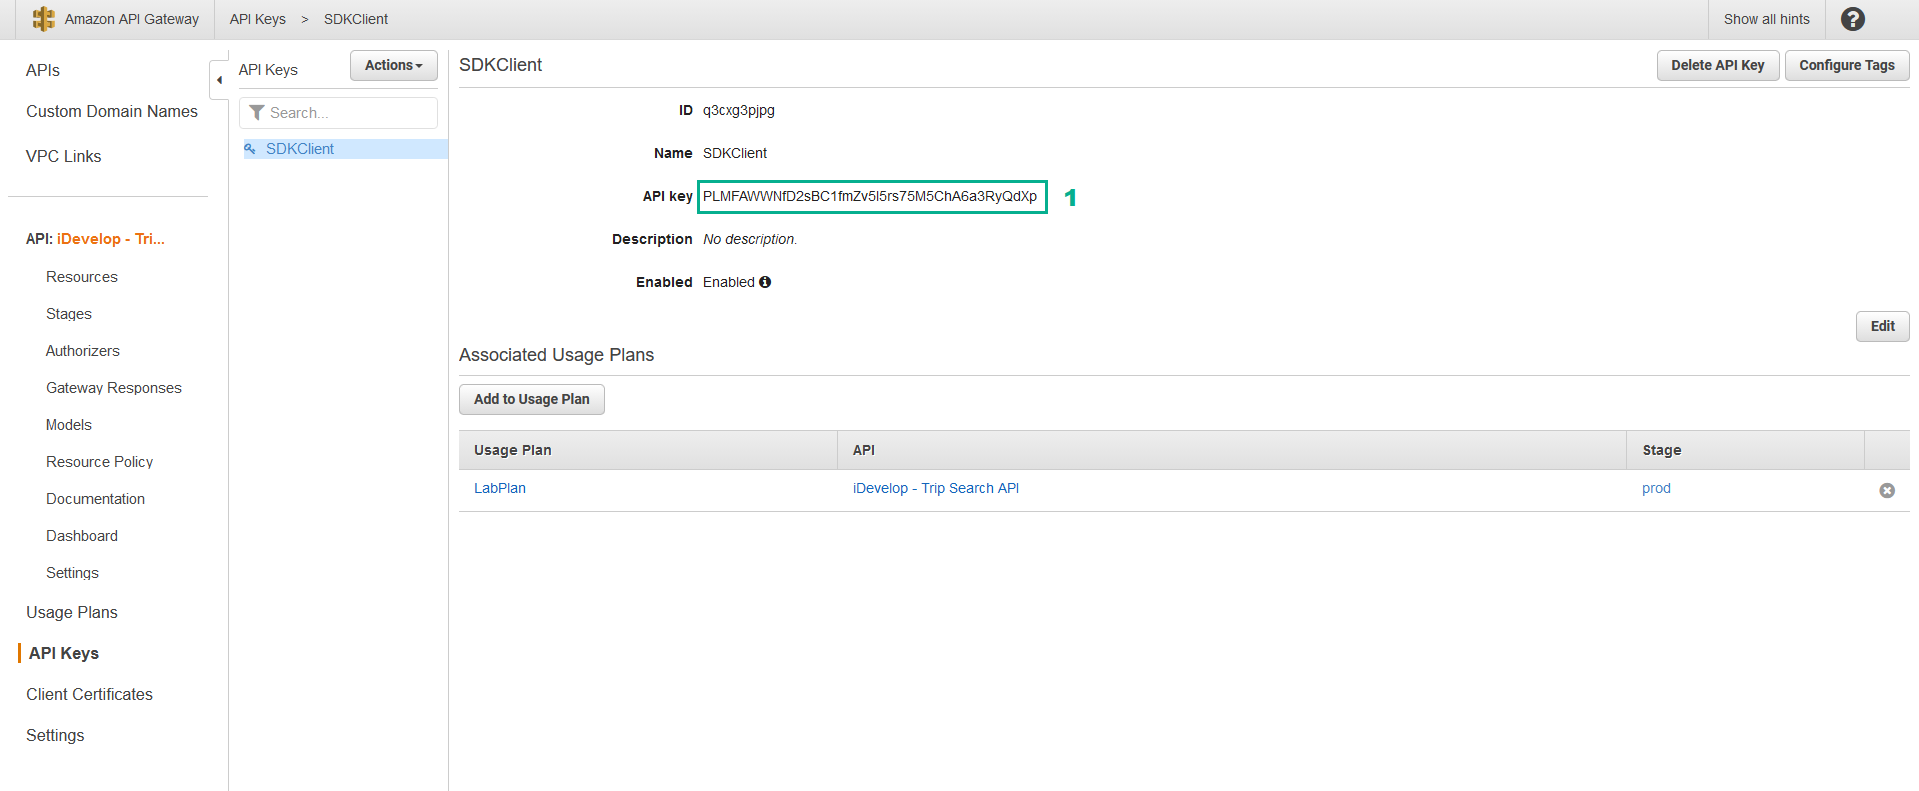 Amazon API Gateway
API Keys > SDKClient
Show all hints
?
APIs
Custom Domain Names
VPC Links
API: iDevelop - Tri...
Resources
Stages
Authorizers
Gateway Responses
Models
Resource Policy
Documentation
Dashboard
Settings
Usage Plans
API Keys
Client Certificates
Settings
API Keys
Actions
Search...
SDKClient
SDKClient
Delete API Key
Configure Tags
ID q3cxg3pjpg
Name SDKClient
API key PLMFAWWNfD2sBC1fmZv5I5rs75M5ChA6a3RyQdXp 1
Description No description.
Enabled Enabled
Edit
Associated Usage Plans
Add to Usage Plan
Usage Plan API Stage
LabPlan iDevelop - Trip Search API prod